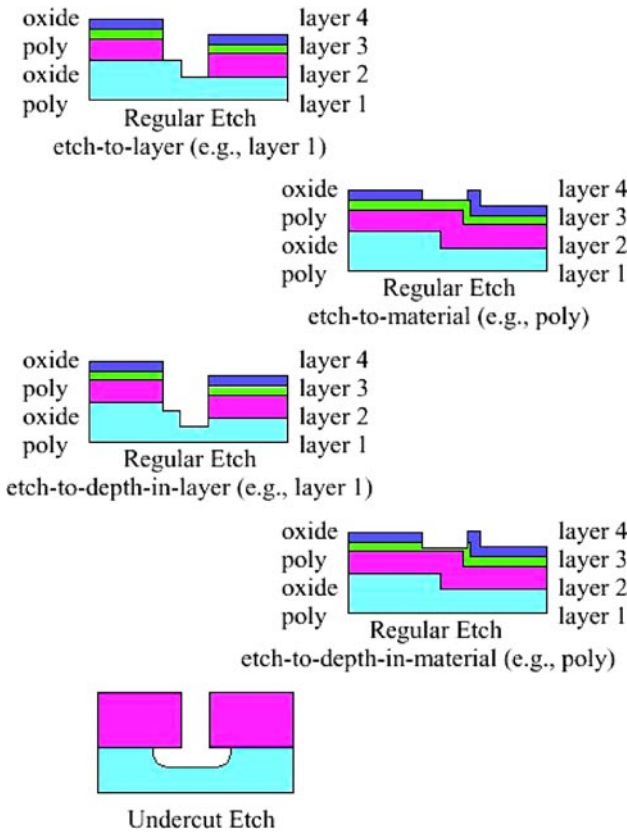 oxide layer 4
poly layer 3
oxide layer 2
poly layer 1
Regular Etch
etch-to-layer (e.g., layer 1)
oxide layer 4
poly layer 3
oxide layer 2
poly layer 1
Regular Etch
etch-to-material (e.g., poly)
oxide layer 4
poly layer 3
oxide layer 2
poly layer 1
Regular Etch
etch-to-depth-in-layer (e.g., layer 1)
oxide layer 4
poly layer 3
oxide layer 2
poly layer 1
Regular Etch
etch-to-depth-in-material (e.g., poly)
Undercut Etch